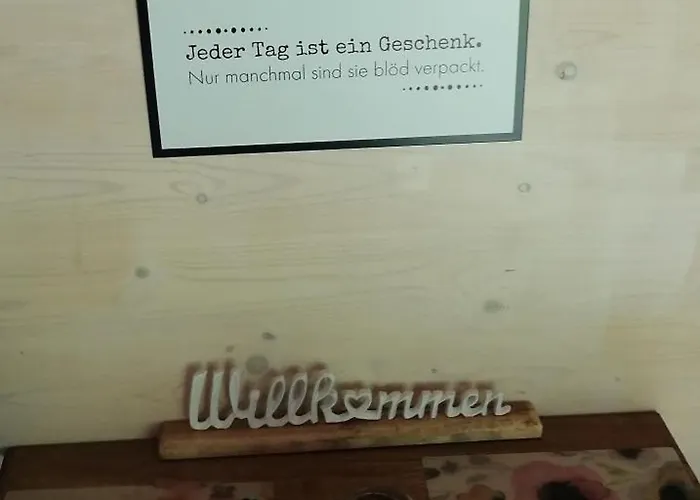 Jeder Tag ist ein Geschenk.
Nur manchmal sind sie blöd verpackt.
Willkommen